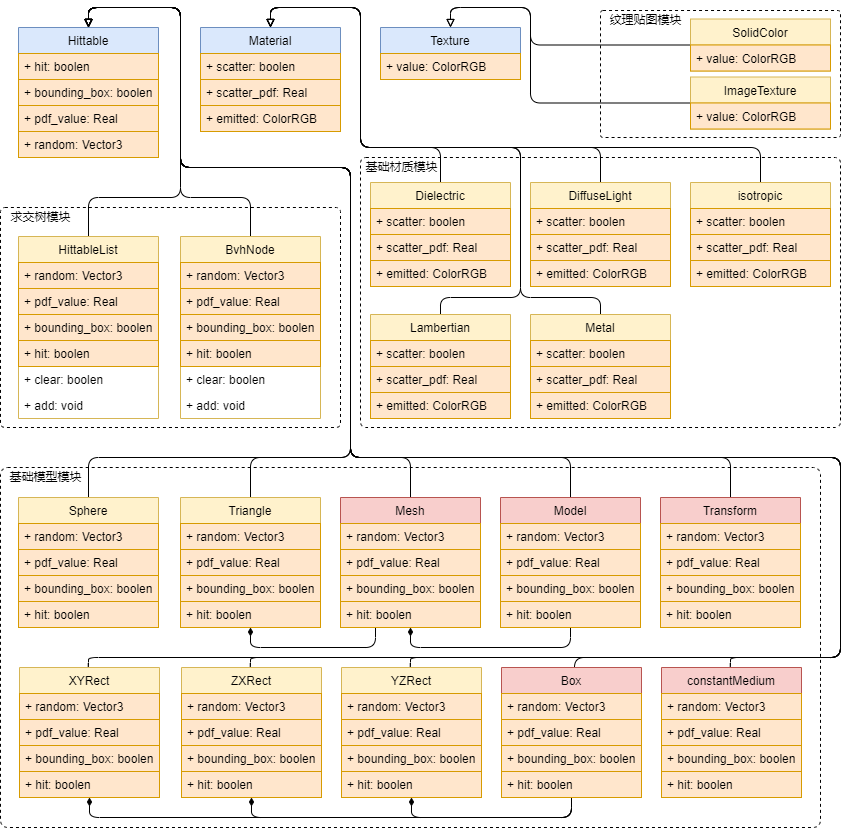 Hittable
+ hit: boolen
+ bounding_box: boolen
+ pdf_value: Real
+ random: Vector3
Material
+ scatter: boolen
+ scatter_pdf: Real
+ emitted: ColorRGB
Texture
+ value: ColorRGB
纹理贴图模块
SolidColor
+ value: ColorRGB
ImageTexture
+ value: ColorRGB
基础材质模块
Dielectric
+ scatter: boolen
+ scatter_pdf: Real
+ emitted: ColorRGB
DiffuseLight
+ scatter: boolen
+ scatter_pdf: Real
+ emitted: ColorRGB
isotropic
+ scatter: boolen
+ scatter_pdf: Real
+ emitted: ColorRGB
Lambertian
+ scatter: boolen
+ scatter_pdf: Real
+ emitted: ColorRGB
Metal
+ scatter: boolen
+ scatter_pdf: Real
+ emitted: ColorRGB
求交树模块
HittableList
+ random: Vector3
+ pdf_value: Real
+ bounding_box: boolen
+ hit: boolen
+ clear: boolen
+ add: void
BvhNode
+ random: Vector3
+ pdf_value: Real
+ bounding_box: boolen
+ hit: boolen
+ clear: boolen
+ add: void
基础模型模块
Sphere
+ random: Vector3
+ pdf_value: Real
+ bounding_box: boolen
+ hit: boolen
Triangle
+ random: Vector3
+ pdf_value: Real
+ bounding_box: boolen
+ hit: boolen
Mesh
+ random: Vector3
+ pdf_value: Real
+ bounding_box: boolen
+ hit: boolen
Model
+ random: Vector3
+ pdf_value: Real
+ bounding_box: boolen
+ hit: boolen
Transform
+ random: Vector3
+ pdf_value: Real
+ bounding_box: boolen
+ hit: boolen
XYRect
+ random: Vector3
+ pdf_value: Real
+ bounding_box: boolen
+ hit: boolen
ZXRect
+ random: Vector3
+ pdf_value: Real
+ bounding_box: boolen
+ hit: boolen
YZRect
+ random: Vector3
+ pdf_value: Real
+ bounding_box: boolen
+ hit: boolen
Box
+ random: Vector3
+ pdf_value: Real
+ bounding_box: boolen
+ hit: boolen
constantMedium
+ random: Vector3
+ pdf_value: Real
+ bounding_box: boolen
+ hit: boolen